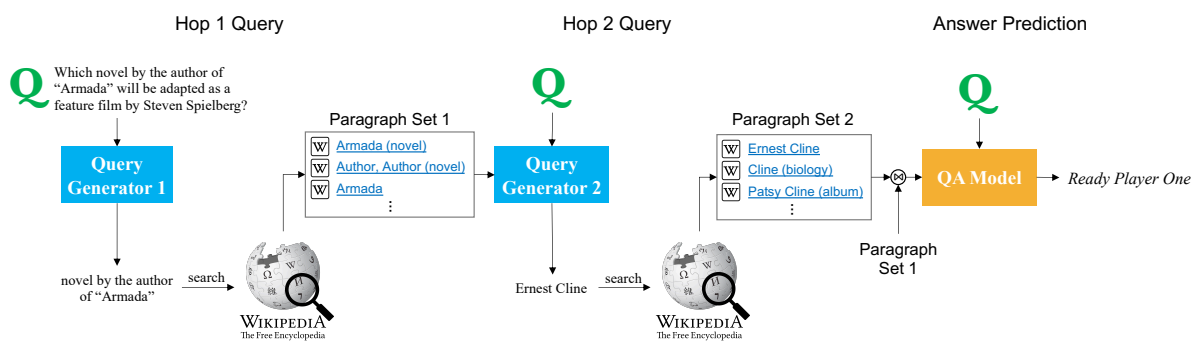 Hop 1 Query
Hop 2 Query
Answer Prediction
Q
Which novel by the author of
“Armada” will be adapted as a
feature film by Steven Spielberg?
Query
Generator 1
novel by the author
of “Armada”
search
WIKIPEDIA
The Free Encyclopedia
Paragraph Set 1
W Armada (novel)
W Author, Author (novel)
W Armada
Q
Query
Generator 2
Ernest Cline
search
WIKIPEDIA
The Free Encyclopedia
Paragraph Set 2
W Ernest Cline
W Cline (biology)
W Patsy Cline (album)
Paragraph
Set 1
Q
QA Model
Ready Player One